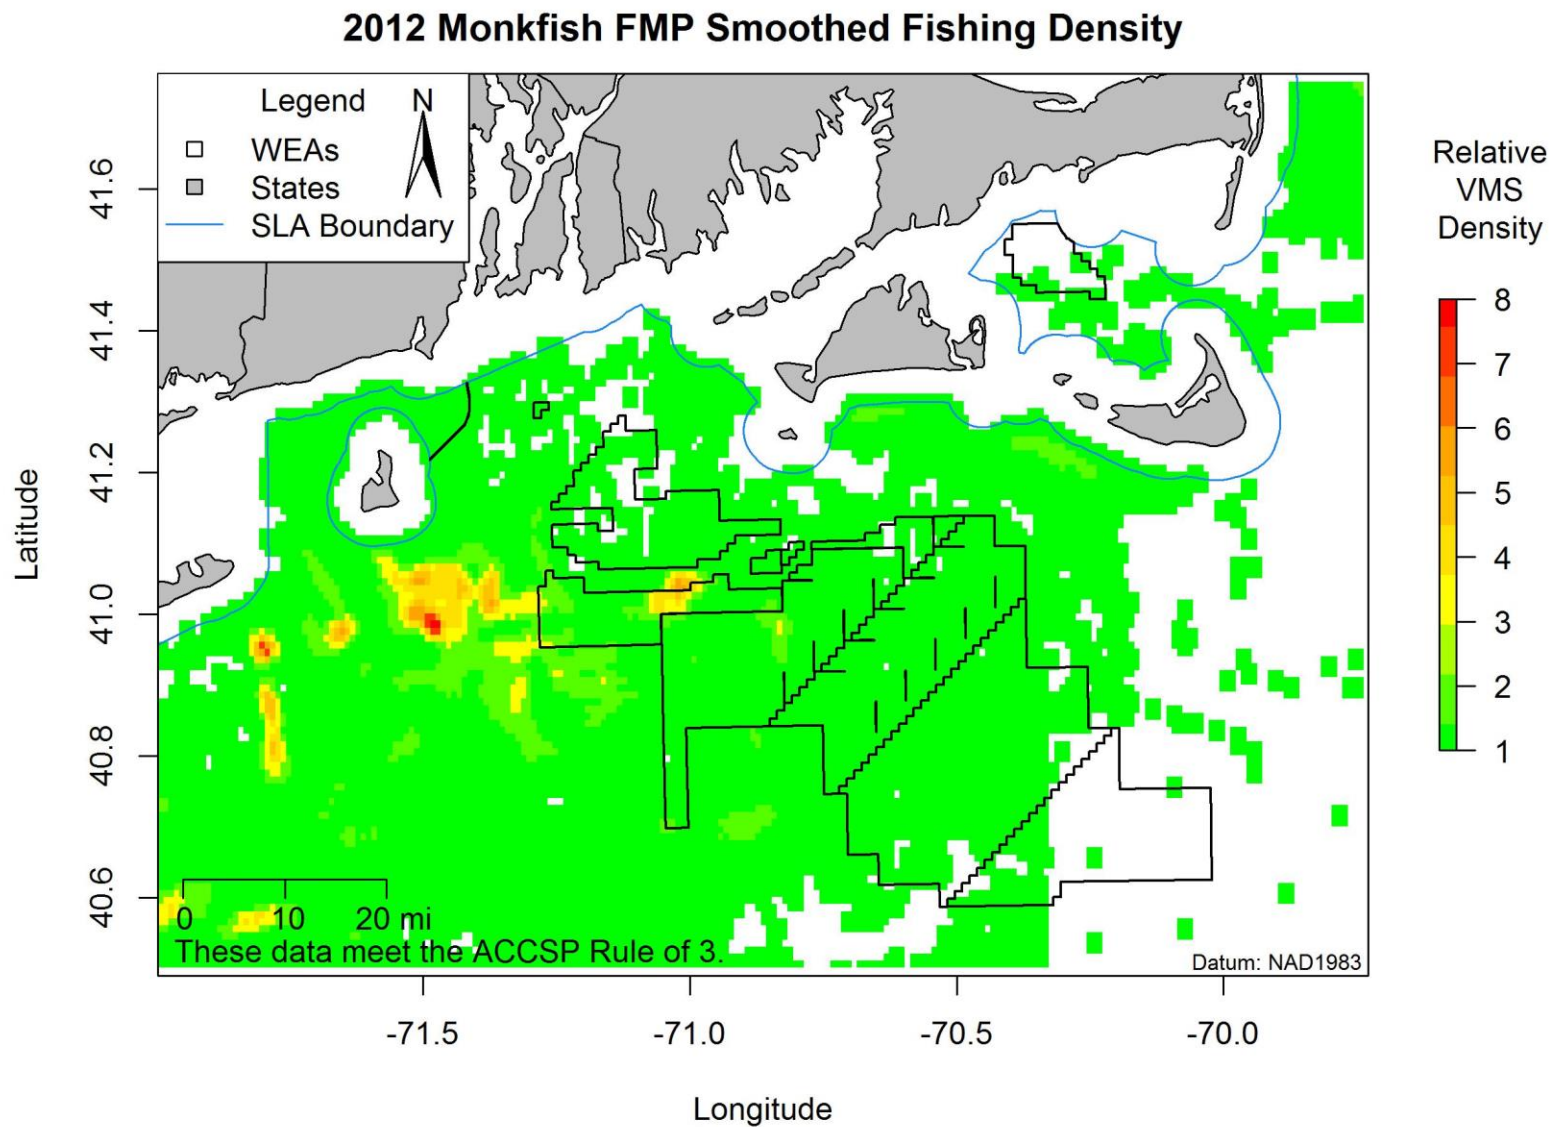 2012 Monkfish FMP Smoothed Fishing Density
Legend
N
WEAs
States
SLA Boundary
Latitude
41.6
41.4
41.2
41.0
40.8
40.6
0 10 20 mi
These data meet the ACCSP Rule of 3.
Datum: NAD1983
-71.5 -71.0 -70.5 -70.0
Longitude
Relative
VMS
Density
8
7
6
5
4
3
2
1